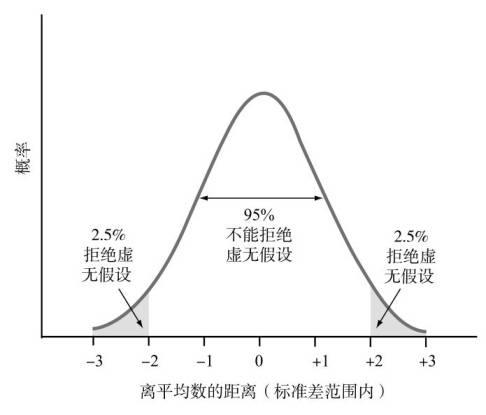 概率
95%
不能拒绝
虚无假设
2.5%
拒绝虚
无假设
2.5%
拒绝虚
无假设
-3 -2 -1 0 +1 +2 +3
离平均数的距离（标准差范围内）